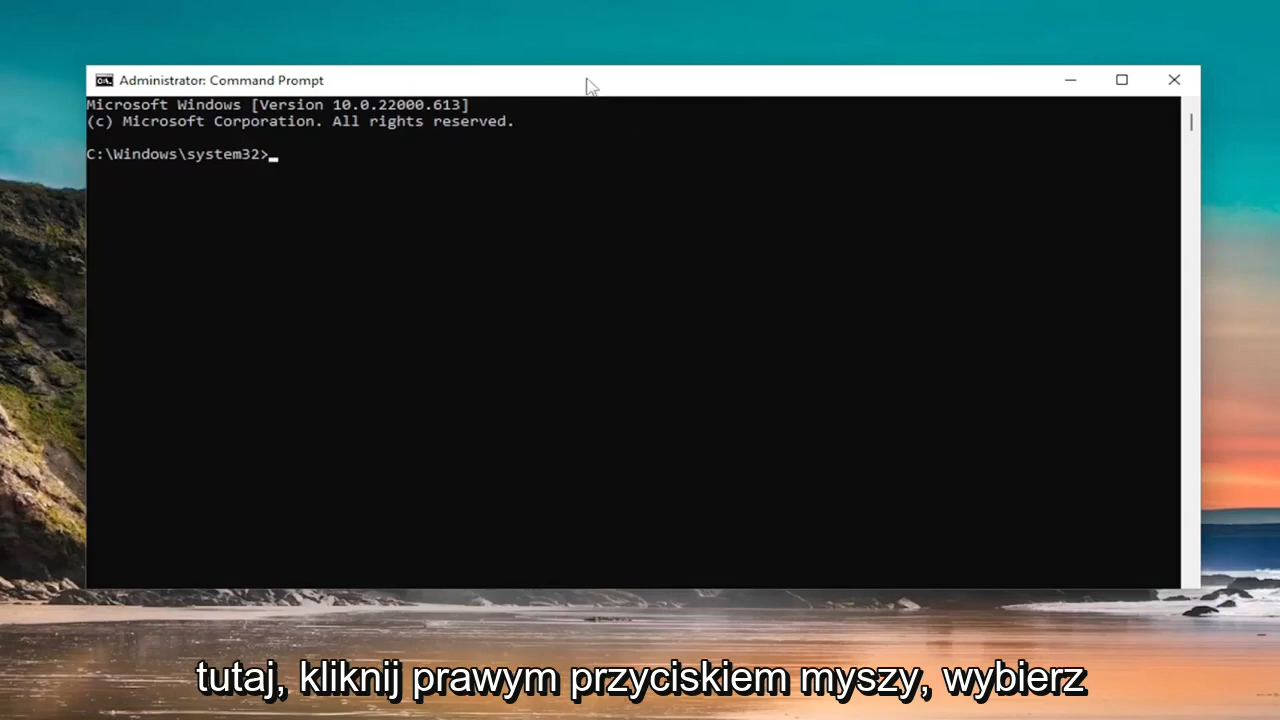 Administrator: Command Prompt
Microsoft Windows [Version 10.0.22000.613]
(c) Microsoft Corporation. All rights reserved.
C:\Windows\system32>
tutaj, kliknij prawym przyciskiem myszy, wybierz